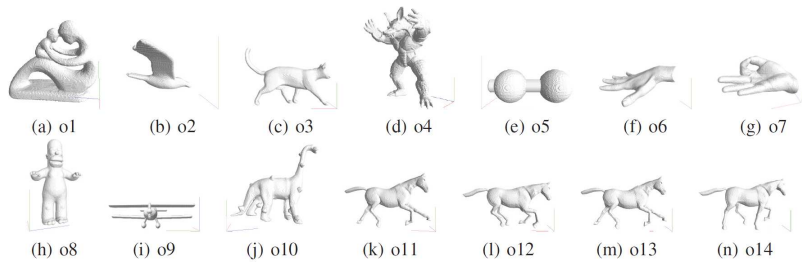 (a) o1 (b) o2 (c) o3 (d) o4 (e) o5 (f) o6 (g) o7
(h) o8 (i) o9 (j) o10 (k) o11 (l) o12 (m) o13 (n) o14